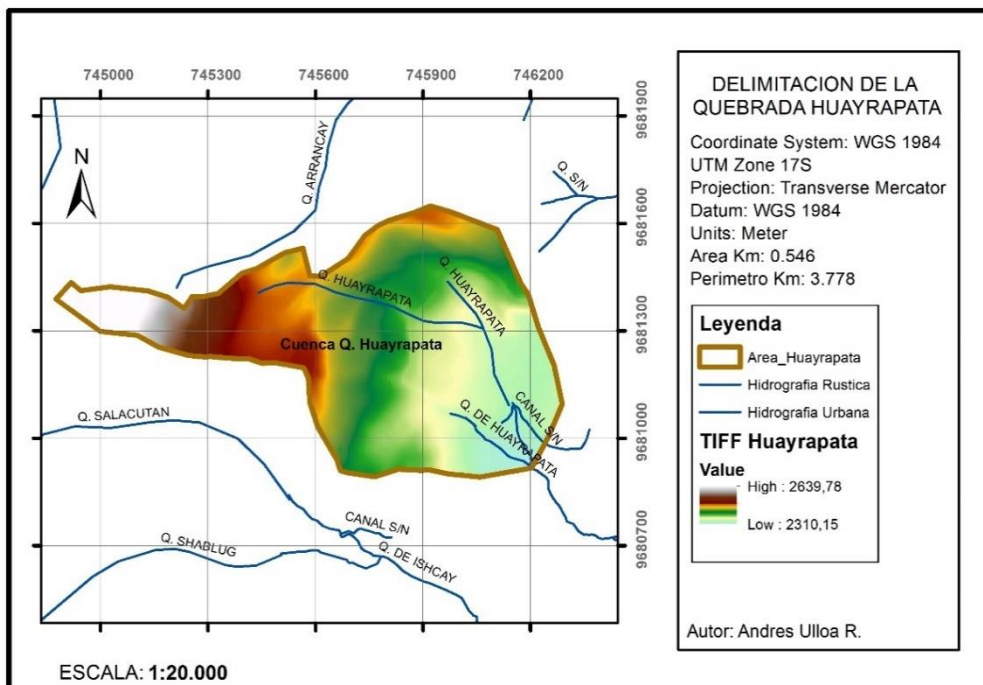 745000 745300 745600 745900 746200
9681900
9681600
9681300
9681000
9680700
N
Q. ARRANCAY
Q. S/N
Q. HUAYRAPATA
Q. HUAYRAPATA
Cuenca Q. Huayrapata
Q. SALACUTAN
CANAL S/N
Q. DE HUAYRAPATA
CANAL S/N
Q. SHABLUG
Q. DE ISHCAY
ESCALA: 1:20.000
DELIMITACION DE LA
QUEBRADA HUAYRAPATA
Coordinate System: WGS 1984
UTM Zone 17S
Projection: Transverse Mercator
Datum: WGS 1984
Units: Meter
Area Km: 0.546
Perimetro Km: 3.778
Leyenda
Area_Huayrapata
Hidrografia Rustica
Hidrografia Urbana
TIFF Huayrapata
Value
High : 2639,78
Low : 2310,15
Autor: Andres Ulloa R.